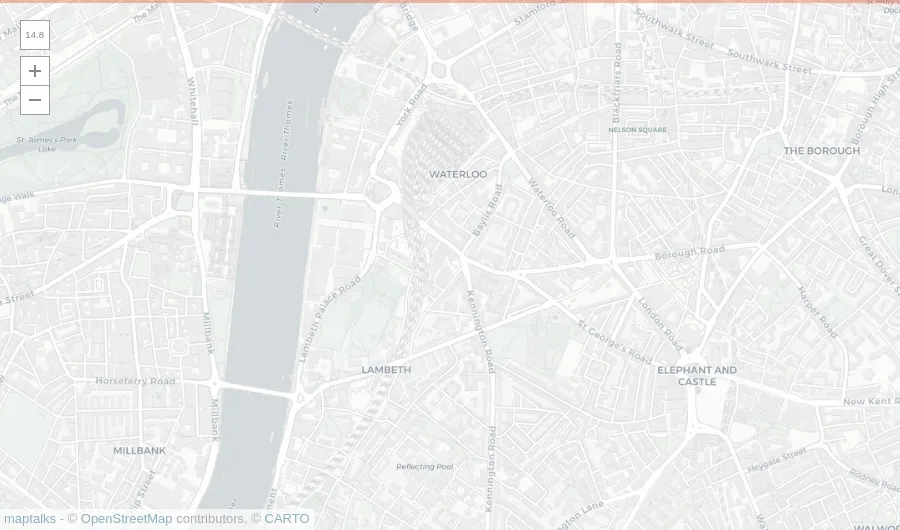 14.8
Whitehall
St. James's Park
Lake
River Thames
River Thames
York Road
Bridge
Stamford
Southwark Street
Southwark Street
Blackfriars Road
NELSON SQUARE
Borough High
THE BOROUGH
WATERLOO
Baylis Road
Waterloo Road
Borough Road
Great Dover
Harper Road
Lambeth Palace Road
Kennington Road
London Road
St George's Road
LAMBETH
ELEPHANT AND
CASTLE
New Kent
Millbank
Horseferry Road
Millbank
MILLBANK
Reflecting Pool
Kennington Road
Heygate Street
Rodney Road
maptalks - © OpenStreetMap contributors, © CARTO